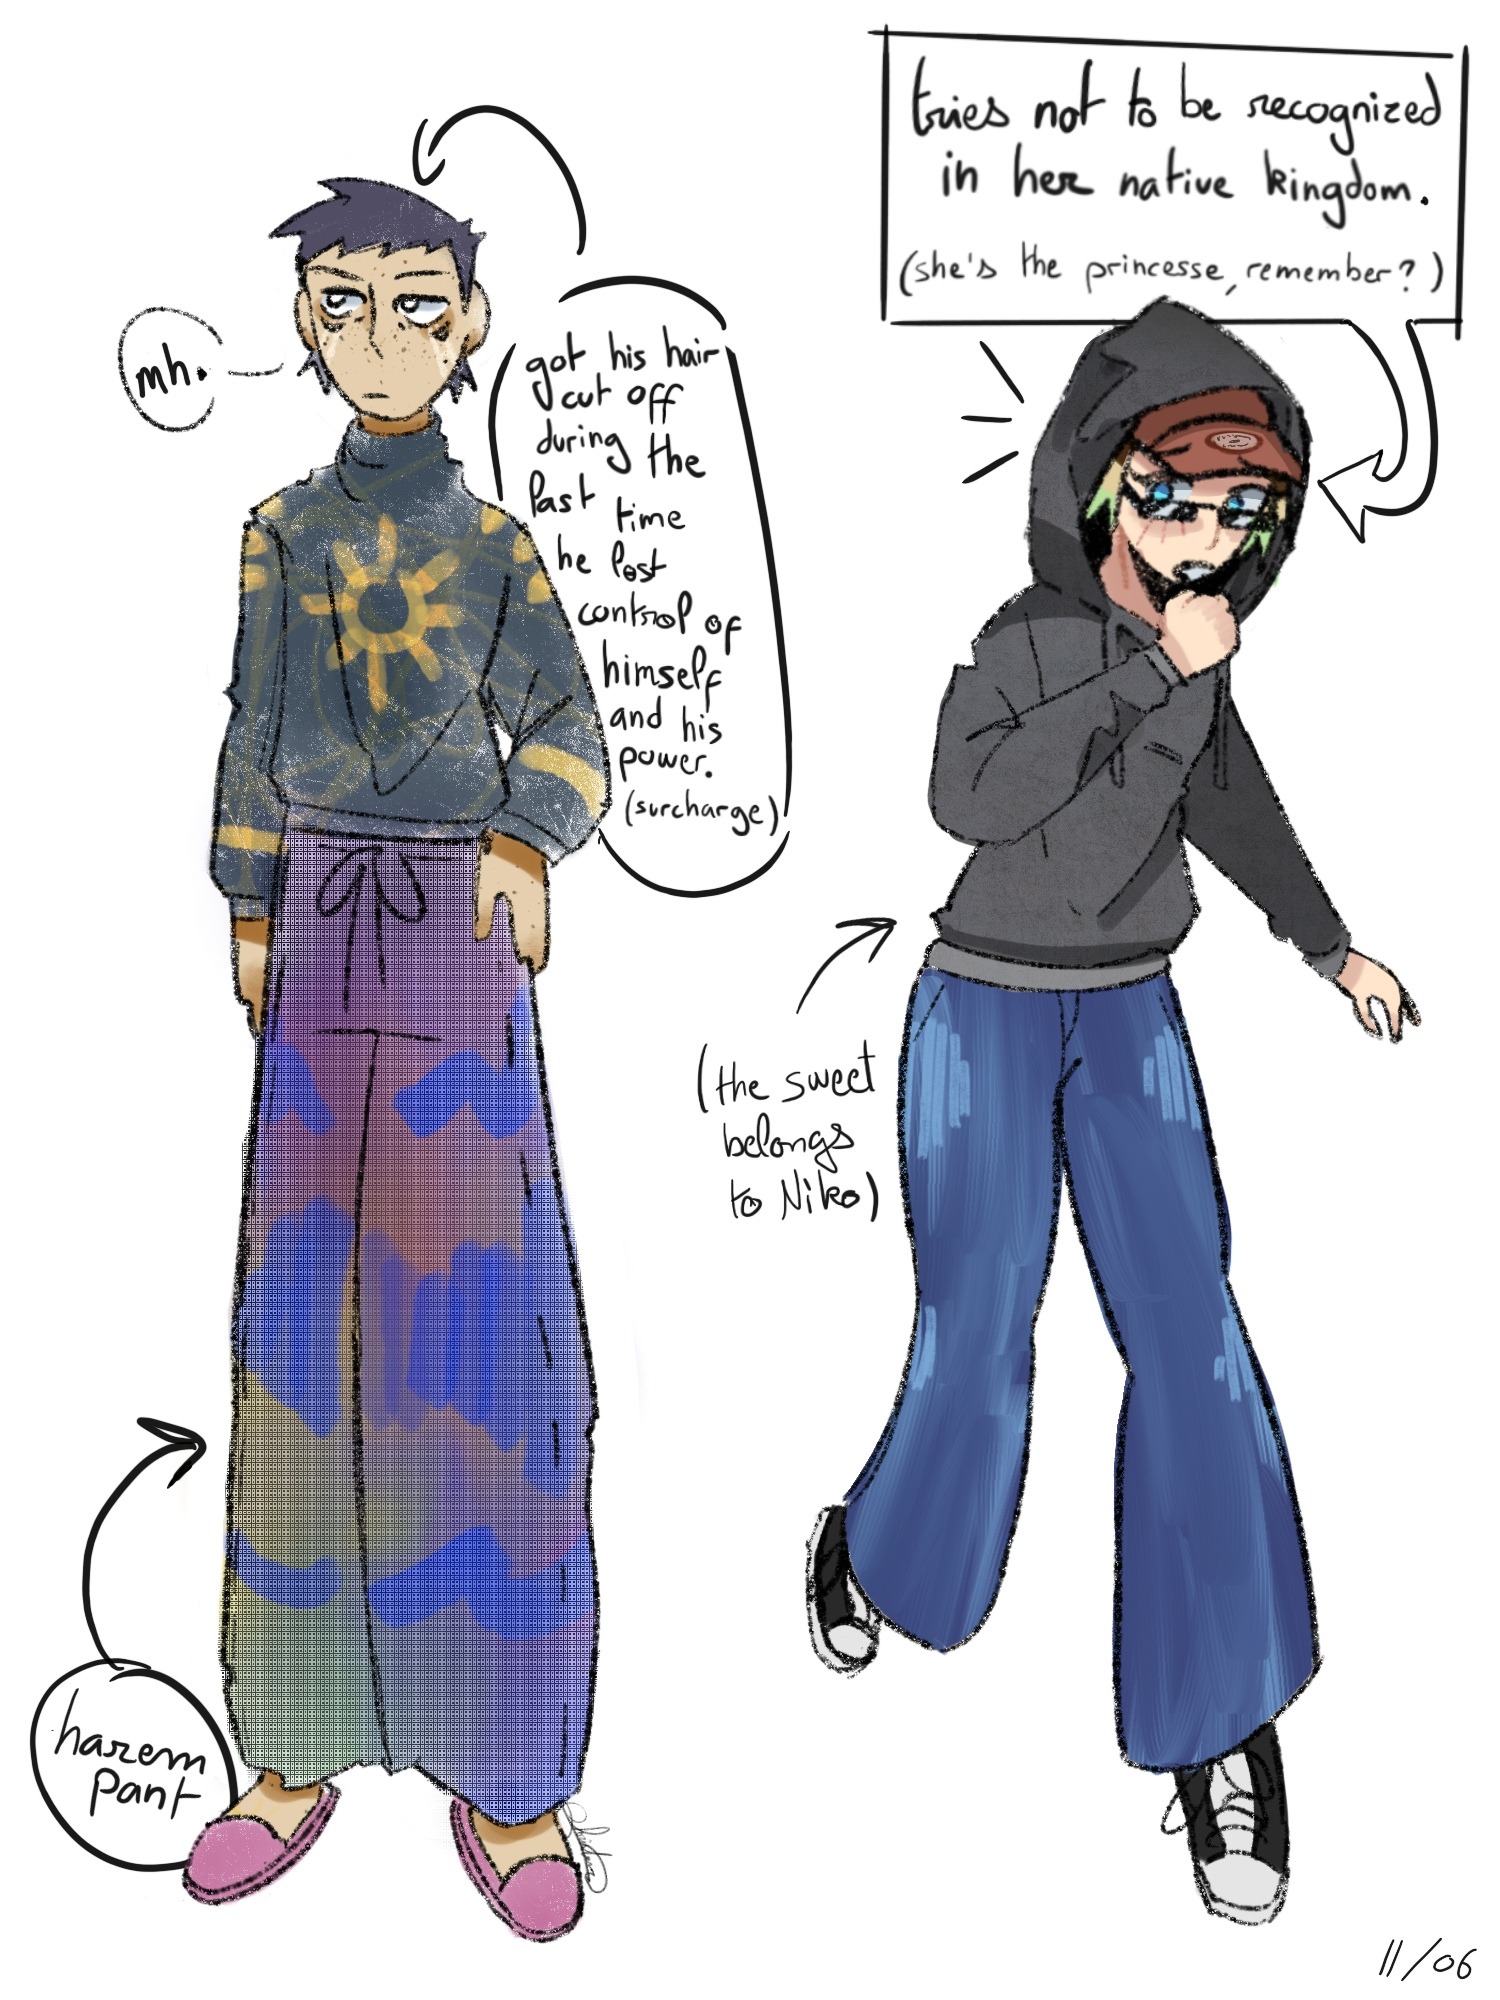 tries not to be recognized
in her native kingdom.
(she's the princesse, remember?)
mh.
got his hair
cut off
during the
last time
he lost
control of
himself
and his
power.
(surcharge)
(the sweet
belongs
to Niko)
harem
pant
11/06